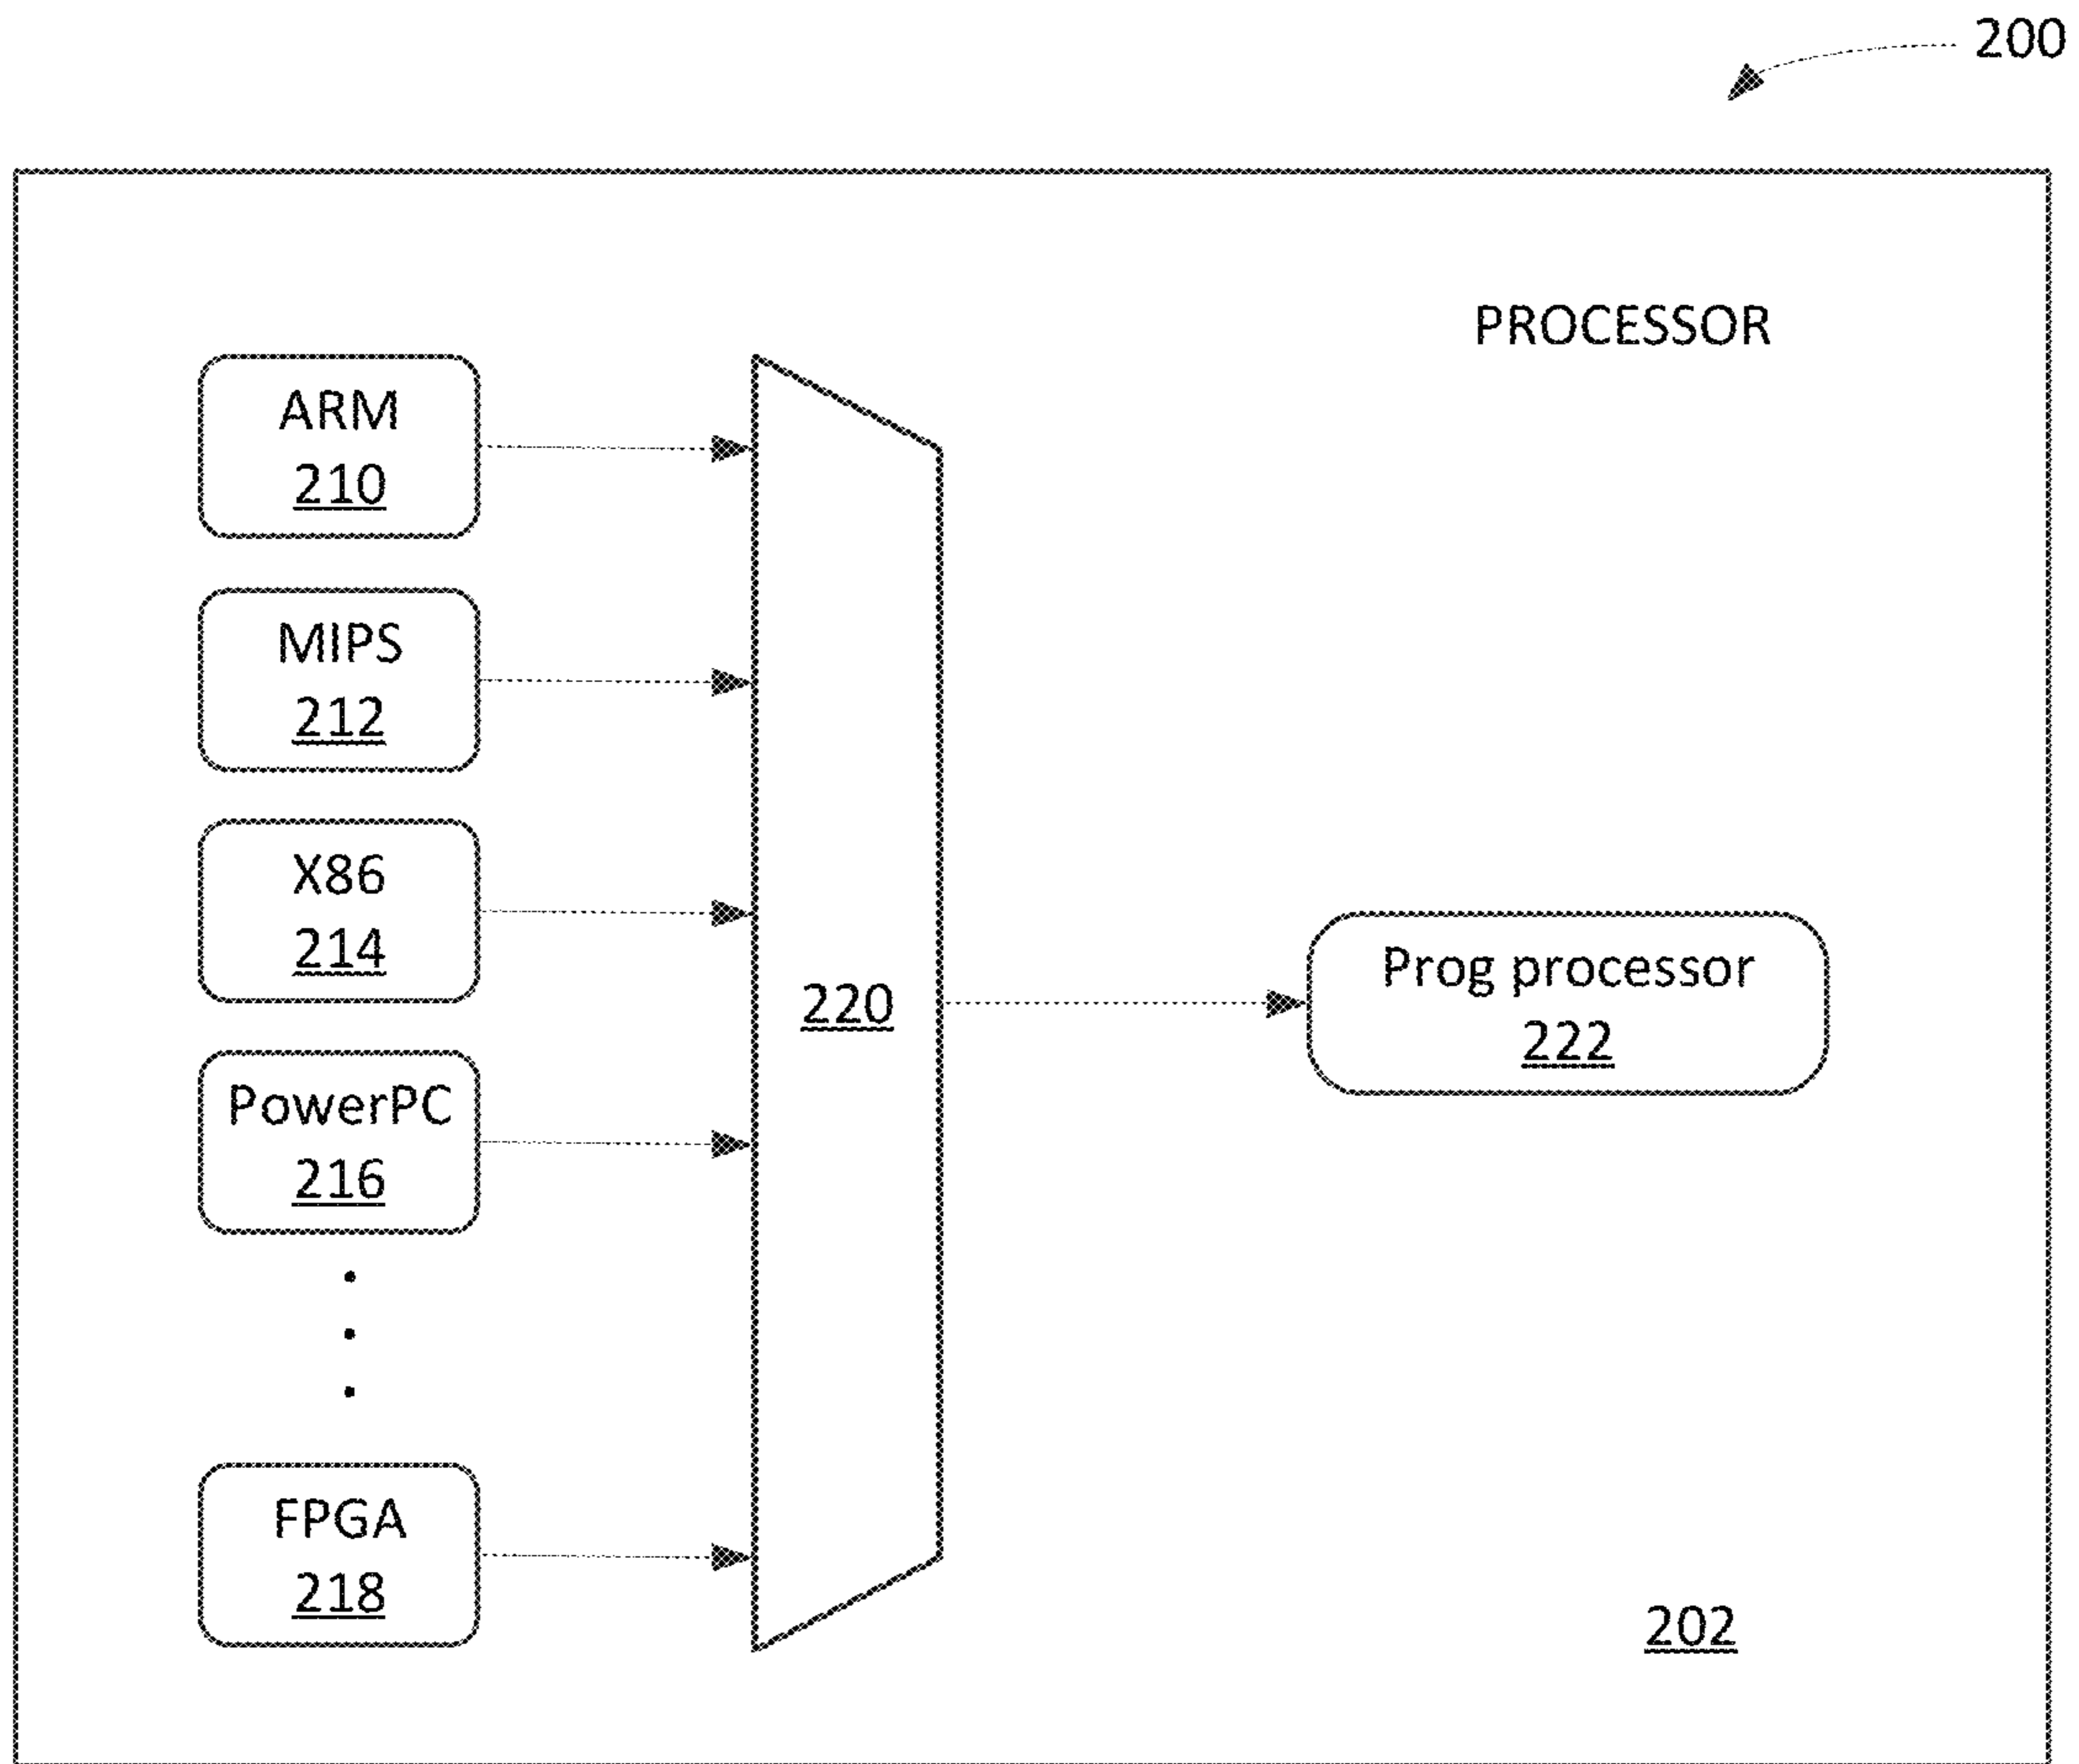 200
PROCESSOR
ARM
210
MIPS
212
X86
214
220
Prog processor
222
PowerPC
216
FPGA
218
202